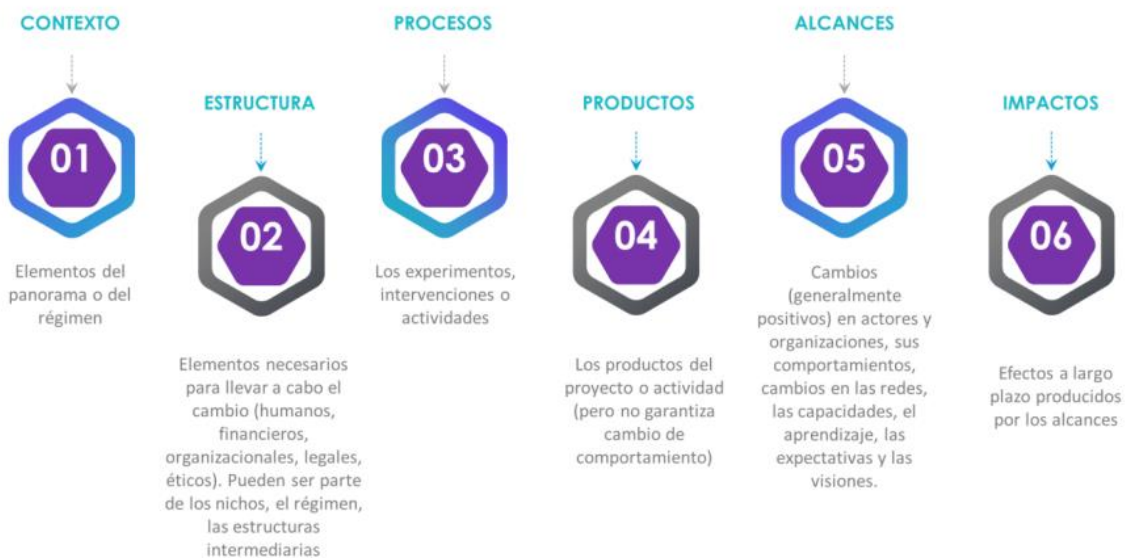 CONTEXTO
01
Elementos del
panorama o del
régimen
ESTRUCTURA
02
Elementos necesarios
para llevar a cabo el
cambio (humanos,
financieros,
organizacionales, legales,
éticos). Pueden ser parte
de los nichos, el régimen,
las estructuras
intermediarias
PROCESOS
03
Los experimentos,
intervenciones o
actividades
PRODUCTOS
04
Los productos del
proyecto o actividad
(pero no garantiza
cambio de
comportamiento)
ALCANCES
05
Cambios
(generalmente
positivos) en actores y
organizaciones, sus
comportamientos,
cambios en las redes,
las capacidades, el
aprendizaje, las
expectativas y las
visiones.
IMPACTOS
06
Efectos a largo
plazo producidos
por los alcances